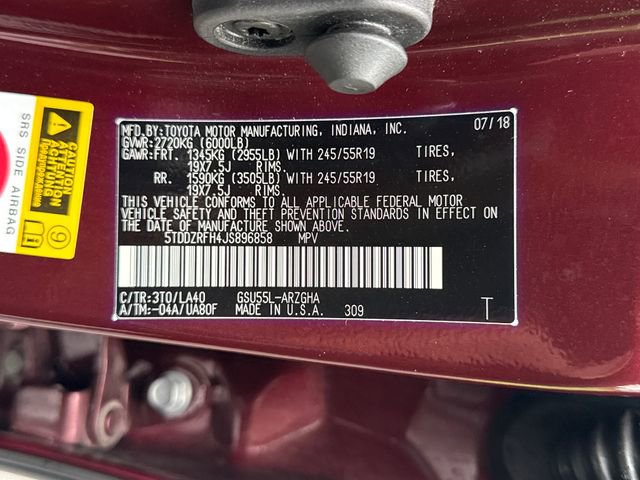 MFD.BY:TOYOTA MOTOR MANUFACTURING, INDIANA, INC. 07/18
GVWR:2720KG (6000LB)
GAWR:FRT. 1345KG (2955LB) WITH 245/55R19 TIRES,
19X7.5J RIMS.
RR. 1590KG (3505LB) WITH 245/55R19 TIRES,
19X7.5J RIMS.
THIS VEHICLE CONFORMS TO ALL APPLICABLE FEDERAL MOTOR
VEHICLE SAFETY AND THEFT PREVENTION STANDARDS IN EFFECT ON
THE DATE OF MANUFACTURE SHOWN ABOVE.
5TDDZRFH4JS896858 MPV
C/TR:3T0/LA40 GSU55L-ARZGHA
A/TM:-04A/UA80F MADE IN U.S.A. 309 T
SRS SIDE AIRBAG
CAUTION
ATTENTION
9